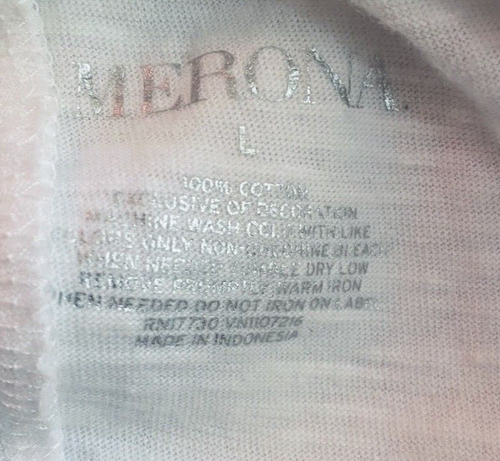 MERONA
L
100% COTTON
EXCLUSIVE OF DECORATION
MACHINE WASH COLD WITH LIKE
COLORS ONLY NON-CHLORINE BLEACH
WHEN NEEDED TUMBLE DRY LOW
REMOVE PROMPTLY WARM IRON
WHEN NEEDED DO NOT IRON ON LABEL
RN17730 VN1107216
MADE IN INDONESIA